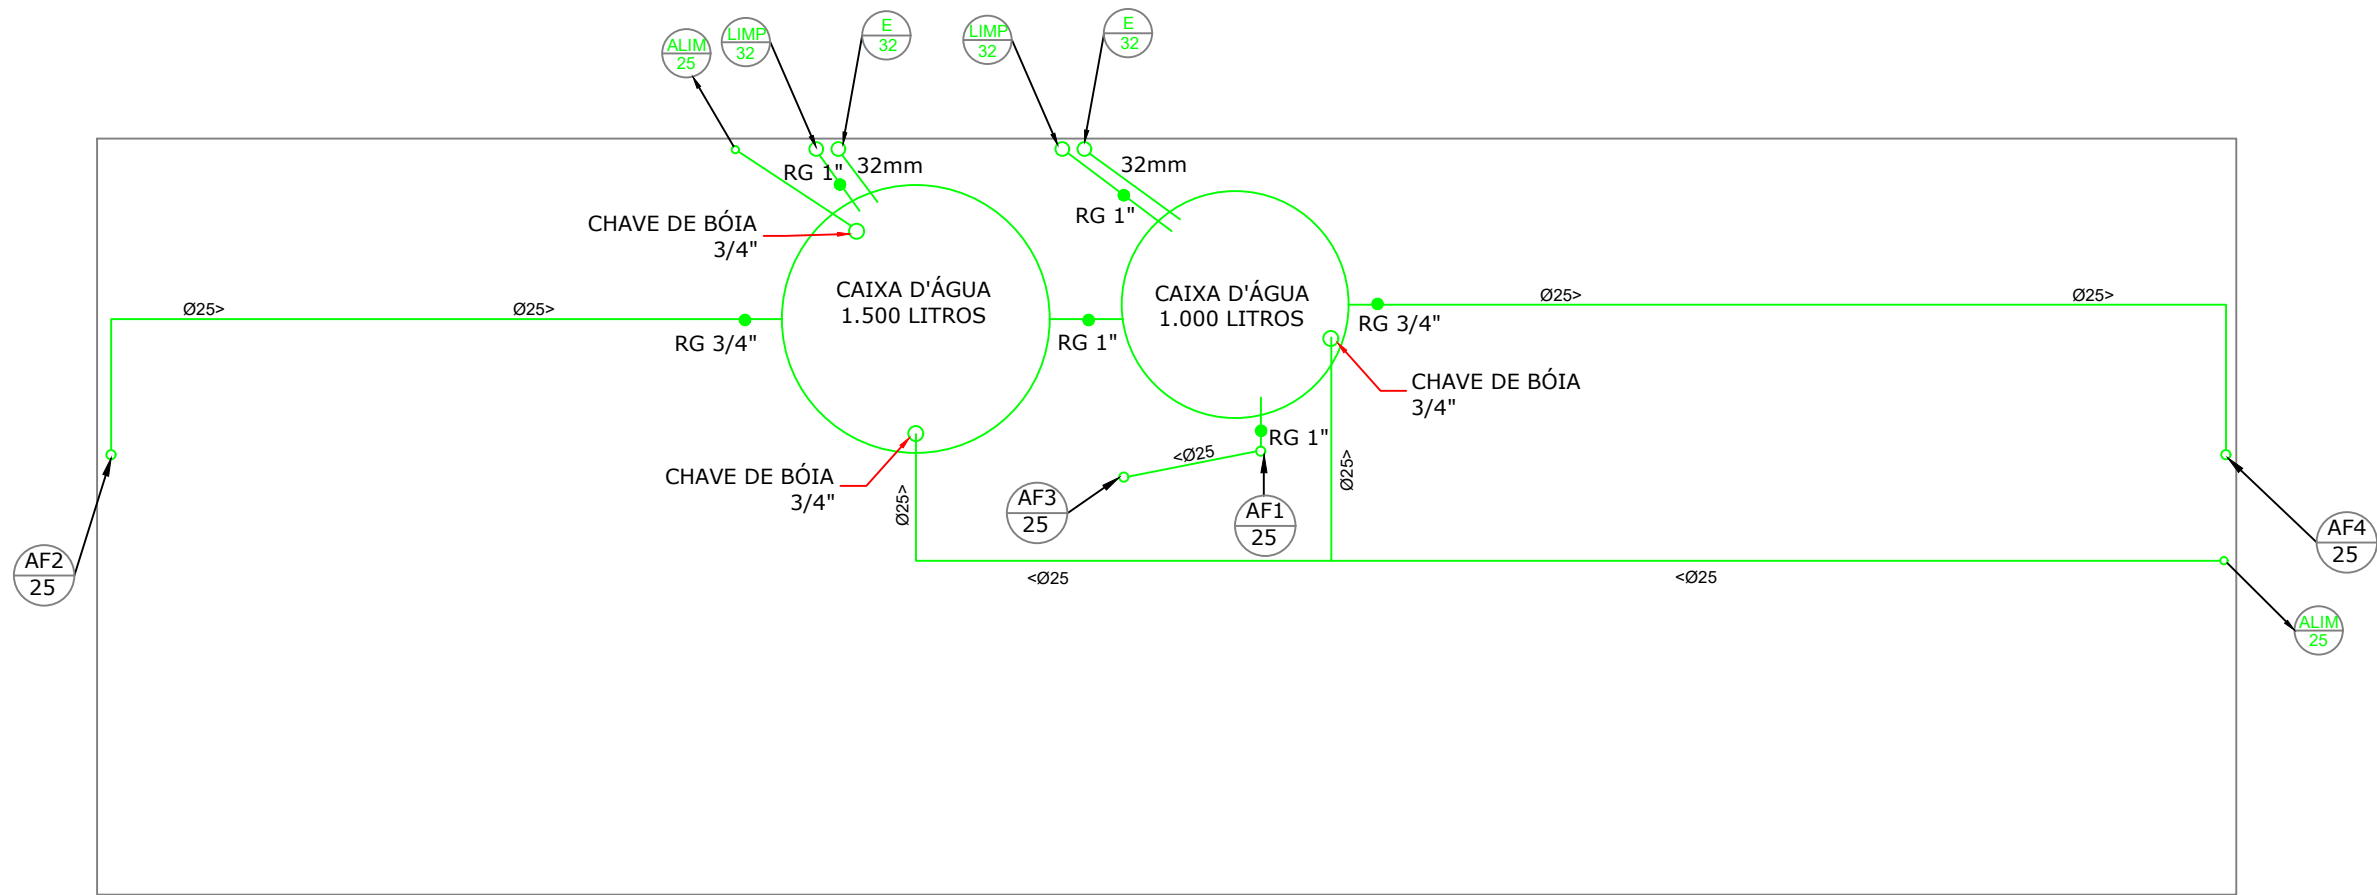 ALIM
25
LIMP
32
E
32
LIMP
32
E
32
RG 1"
32mm
32mm
RG 1"
CHAVE DE BÓIA
3/4"
CAIXA D'ÁGUA
1.500 LITROS
CAIXA D'ÁGUA
1.000 LITROS
Ø25>
Ø25>
RG 3/4"
RG 1"
RG 3/4"
Ø25>
Ø25>
CHAVE DE BÓIA
3/4"
CHAVE DE BÓIA
3/4"
RG 1"
<Ø25
Ø25>
Ø25>
AF3
25
AF1
25
AF2
25
AF4
25
<Ø25
<Ø25
ALIM
25